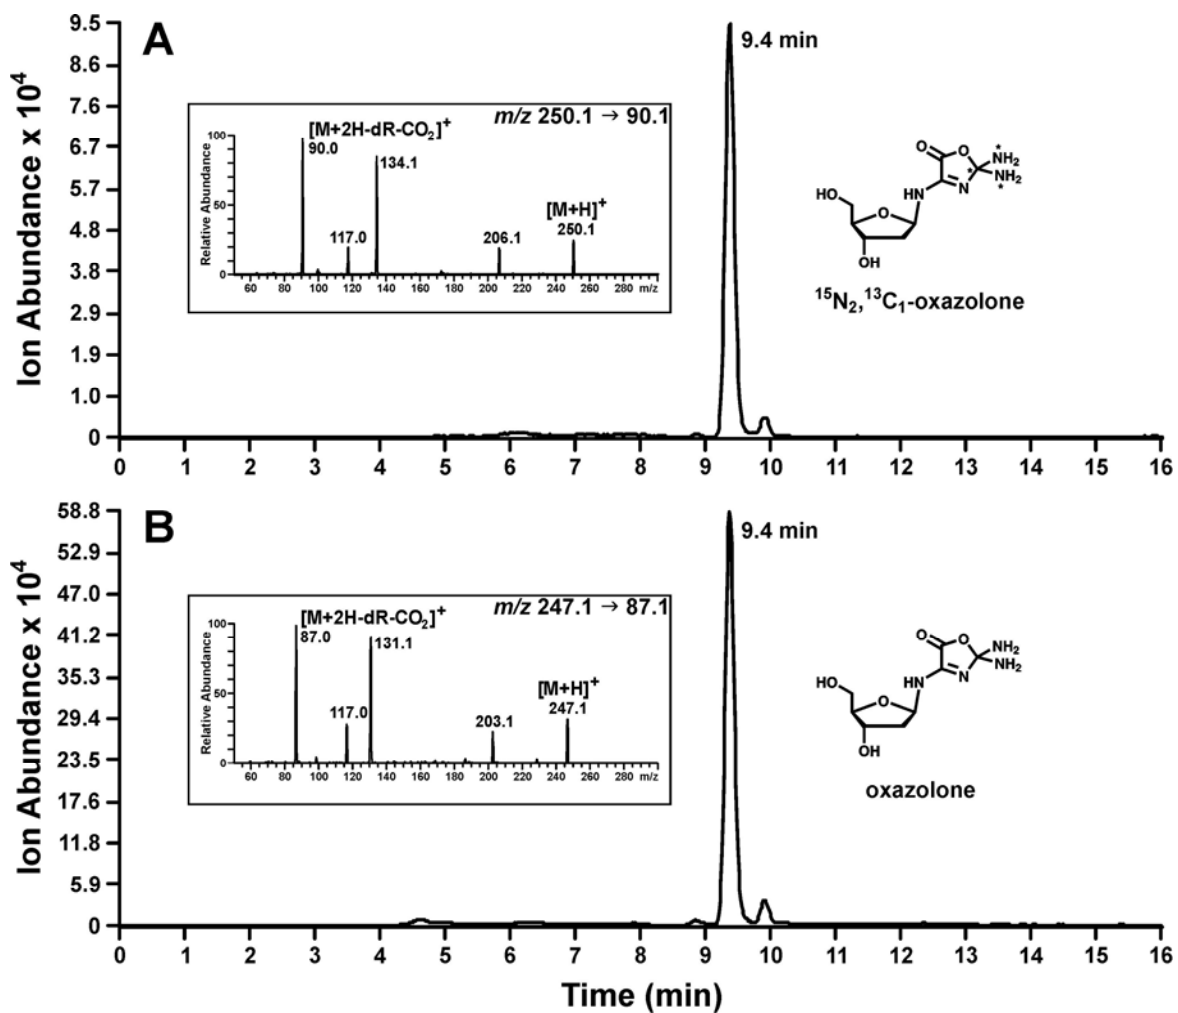 A
9.4 min
Ion Abundance x 10⁴
9.5
8.6
7.6
6.7
5.7
4.8
3.8
2.9
1.9
1.0
0
m/z 250.1 → 90.1
[M+2H-dR-CO₂]⁺
Relative Abundance
100
50
0
90.0
134.1
117.0
206.1
[M+H]⁺
250.1
60 80 100 120 140 160 180 200 220 240 260 280 m/z
O
O
*
NH₂
NH₂
*
*
N
HN
HO
O
OH
¹⁵N₂,¹³C₁-oxazolone
0 1 2 3 4 5 6 7 8 9 10 11 12 13 14 15 16
B
9.4 min
Ion Abundance x 10⁴
58.8
52.9
47.0
41.2
35.3
29.4
23.5
17.6
11.8
5.9
0
m/z 247.1 → 87.1
[M+2H-dR-CO₂]⁺
Relative Abundance
100
50
0
87.0
131.1
117.0
203.1
[M+H]⁺
247.1
60 80 100 120 140 160 180 200 220 240 260 280 m/z
O
O
NH₂
NH₂
N
HN
HO
O
OH
oxazolone
0 1 2 3 4 5 6 7 8 9 10 11 12 13 14 15 16
Time (min)